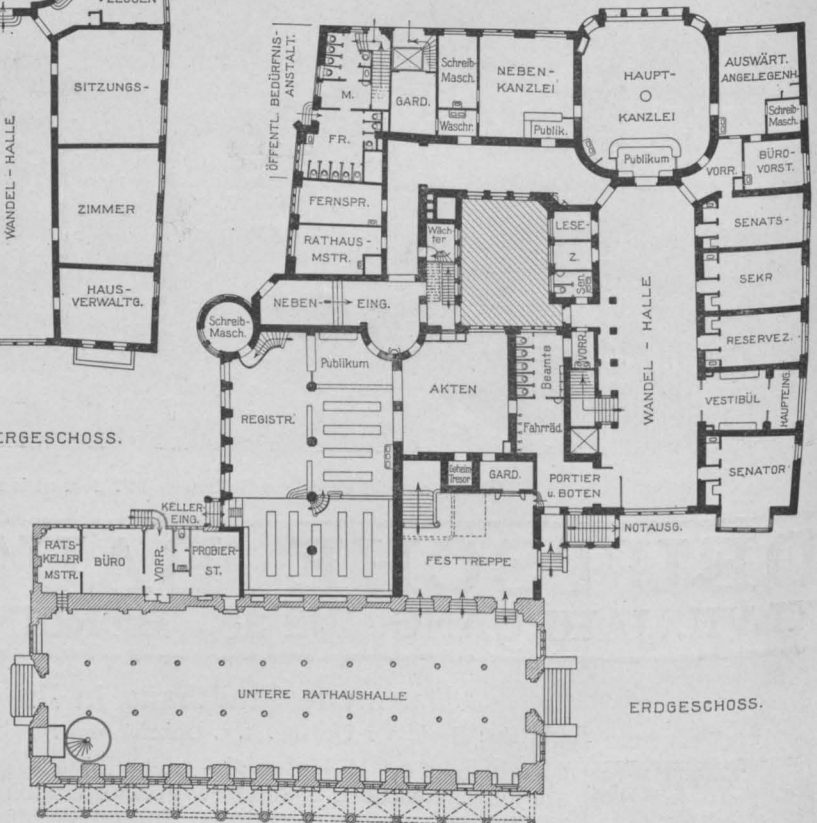 SITZUNGS-
ZIMMER
HAUS-
VERWALTG.
WANDEL - HALLE
ERGESCHOSS.
ÖFFENTL. BEDÜRFNIS-
ANSTALT.
M.
FR.
GARD.
Schreib-
Masch.
Waschr.
NEBEN-
KANZLEI
Publik.
HAUPT-
KANZLEI
Publikum
AUSWÄRT.
ANGELEGENH.
Schreib-
Masch.
VORR.
BÜRO-
VORST.
FERNSPR.
RATHAUS-
MSTR.
Wäch
ter
LESE-
Z.
Sen.
SENATS-
SEKR
RESERVEZ.
NEBEN-
EING.
Schreib-
Masch.
Publikum
REGISTR.
AKTEN
Beamte
Fahrräd.
VORR.
WANDEL - HALLE
VESTIBÜL
HAUPTEING.
SENATOR
Geheim
Tresor
GARD.
PORTIER
u. BOTEN
NOTAUSG.
KELLER-
EING.
RATS-
KELLER
MSTR.
BÜRO
VORR.
PROBIER-
ST.
FESTTREPPE
UNTERE RATHAUSHALLE
ERDGESCHOSS.